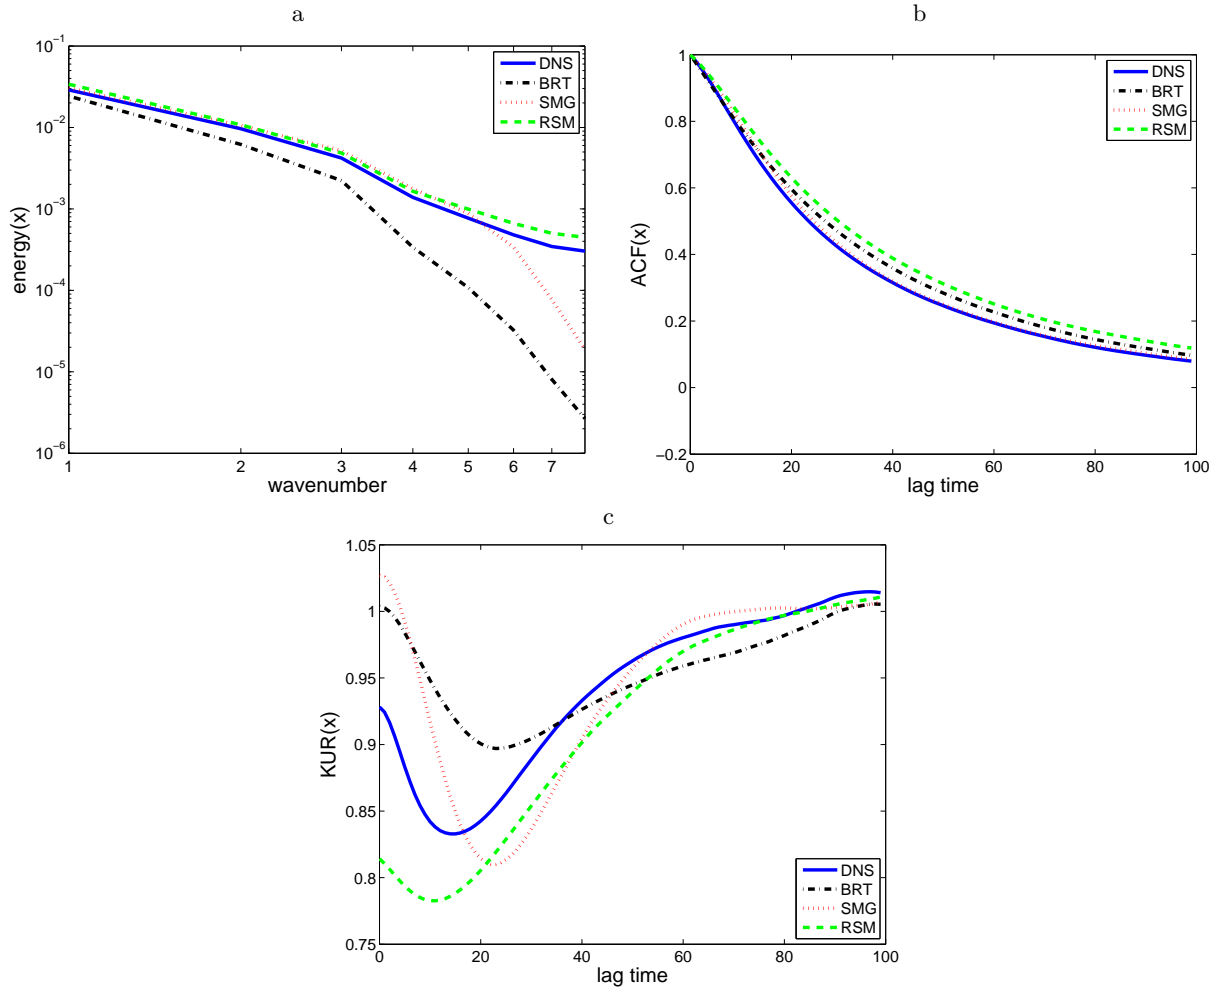 a
10⁻¹
10⁻²
10⁻³
10⁻⁴
10⁻⁵
10⁻⁶
energy(x)
1 2 3 4 5 6 7
wavenumber
DNS
BRT
SMG
RSM
b
1
0.8
0.6
0.4
0.2
0
−0.2
ACF(x)
0 20 40 60 80 100
lag time
DNS
BRT
SMG
RSM
c
1.05
1
0.95
0.9
0.85
0.8
0.75
KUR(x)
0 20 40 60 80 100
lag time
DNS
BRT
SMG
RSM